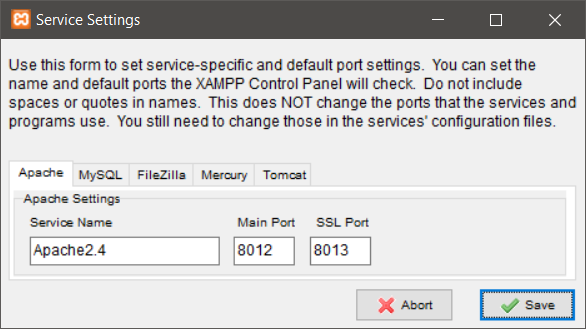 Service Settings
Use this form to set service-specific and default port settings.  You can set the
name and default ports the XAMPP Control Panel will check.  Do not include
spaces or quotes in names.  This does NOT change the ports that the services and
programs use.  You still need to change those in the services' configuration files.
Apache MySQL FileZilla Mercury Tomcat
Apache Settings
Service Name Main Port SSL Port
Apache2.4 8012 8013
Abort Save